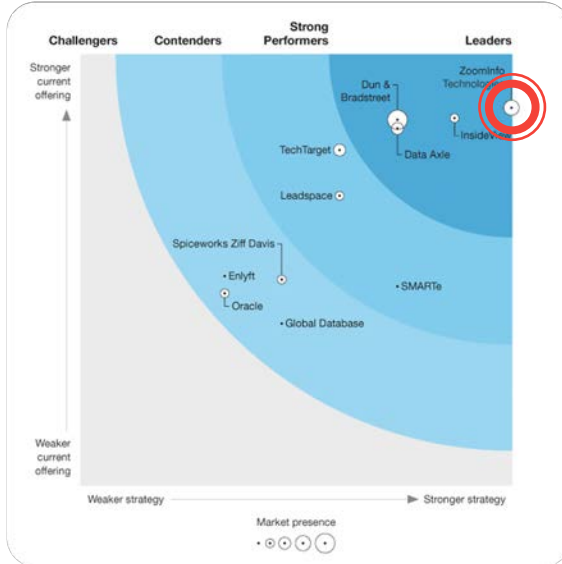 Challengers
Contenders
Strong
Performers
Leaders
Stronger
current
offering
ZoomInfo
Technologies
Dun &
Bradstreet
InsideView
Data Axle
TechTarget
Leadspace
Spiceworks Ziff Davis
Enlyft
SMARTe
Oracle
Global Database
Weaker
current
offering
Weaker strategy
Stronger strategy
Market presence